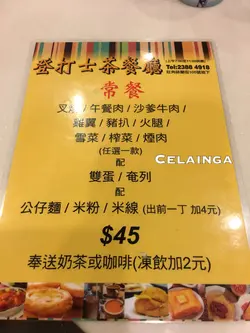 登打士茶餐廳
Tel:2386 4918
常餐
叉燒 / 午餐肉 / 沙爹牛肉 /
雞翼 / 豬扒 / 火腿 /
雪菜 / 榨菜 / 煙肉
(任選一款)
配
CELAINGA
雙蛋 / 奄列
配
公仔麵 / 米粉 / 米線 (出前一丁 加4元)
$45
奉送奶茶或咖啡(凍飲加2元)